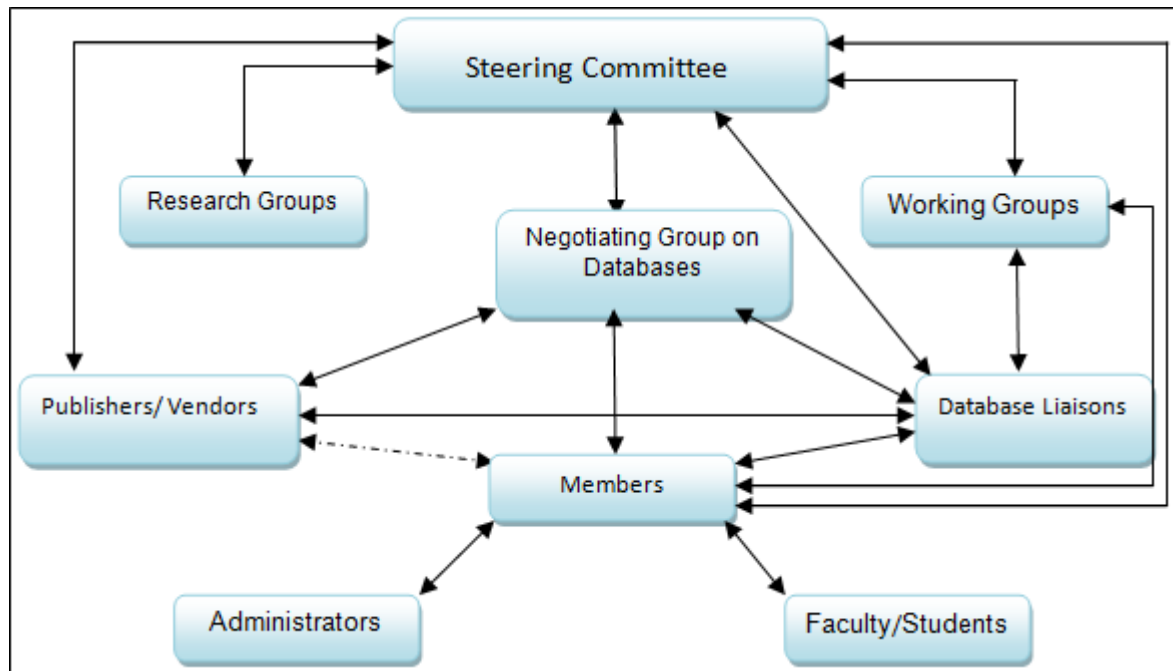 Steering Committee
Research Groups
Working Groups
Negotiating Group on
Databases
Publishers/ Vendors
Database Liaisons
Members
Administrators
Faculty/Students